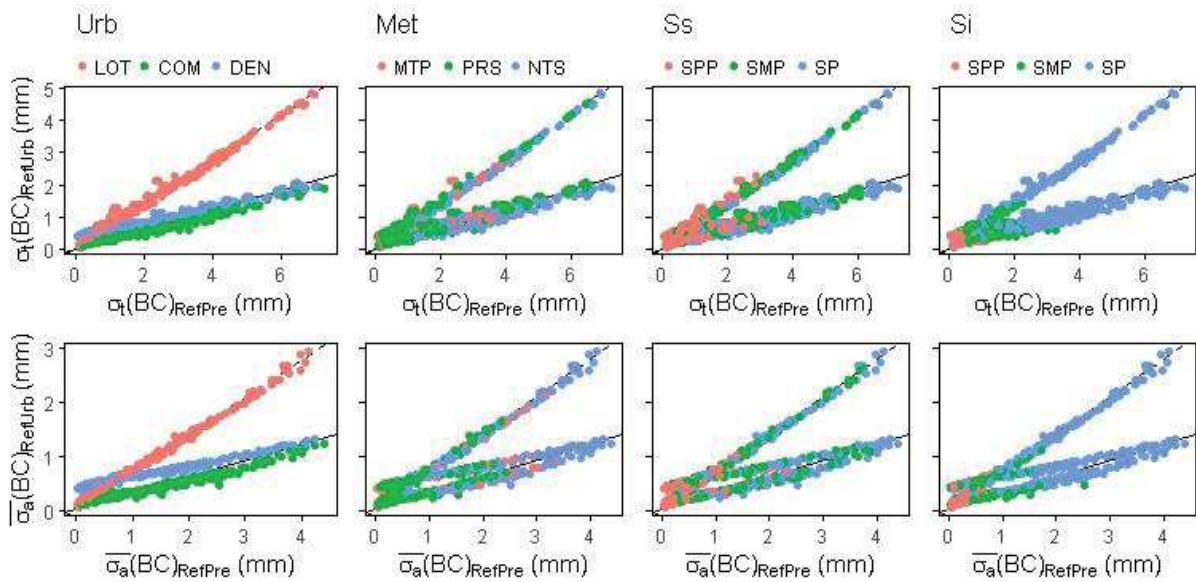 Urb Met Ss Si
LOT COM DEN MTP PRS NTS SPP SMP SP SPP SMP SP
σt(BC)RefUrb (mm)
5
4
3
2
1
0
0 2 4 6 0 2 4 6 0 2 4 6 0 2 4 6
σt(BC)RefPre (mm) σt(BC)RefPre (mm) σt(BC)RefPre (mm) σt(BC)RefPre (mm)
σa(BC)RefUrb (mm)
3
2
1
0
0 1 2 3 4 0 1 2 3 4 0 1 2 3 4 0 1 2 3 4
σa(BC)RefPre (mm) σa(BC)RefPre (mm) σa(BC)RefPre (mm) σa(BC)RefPre (mm)